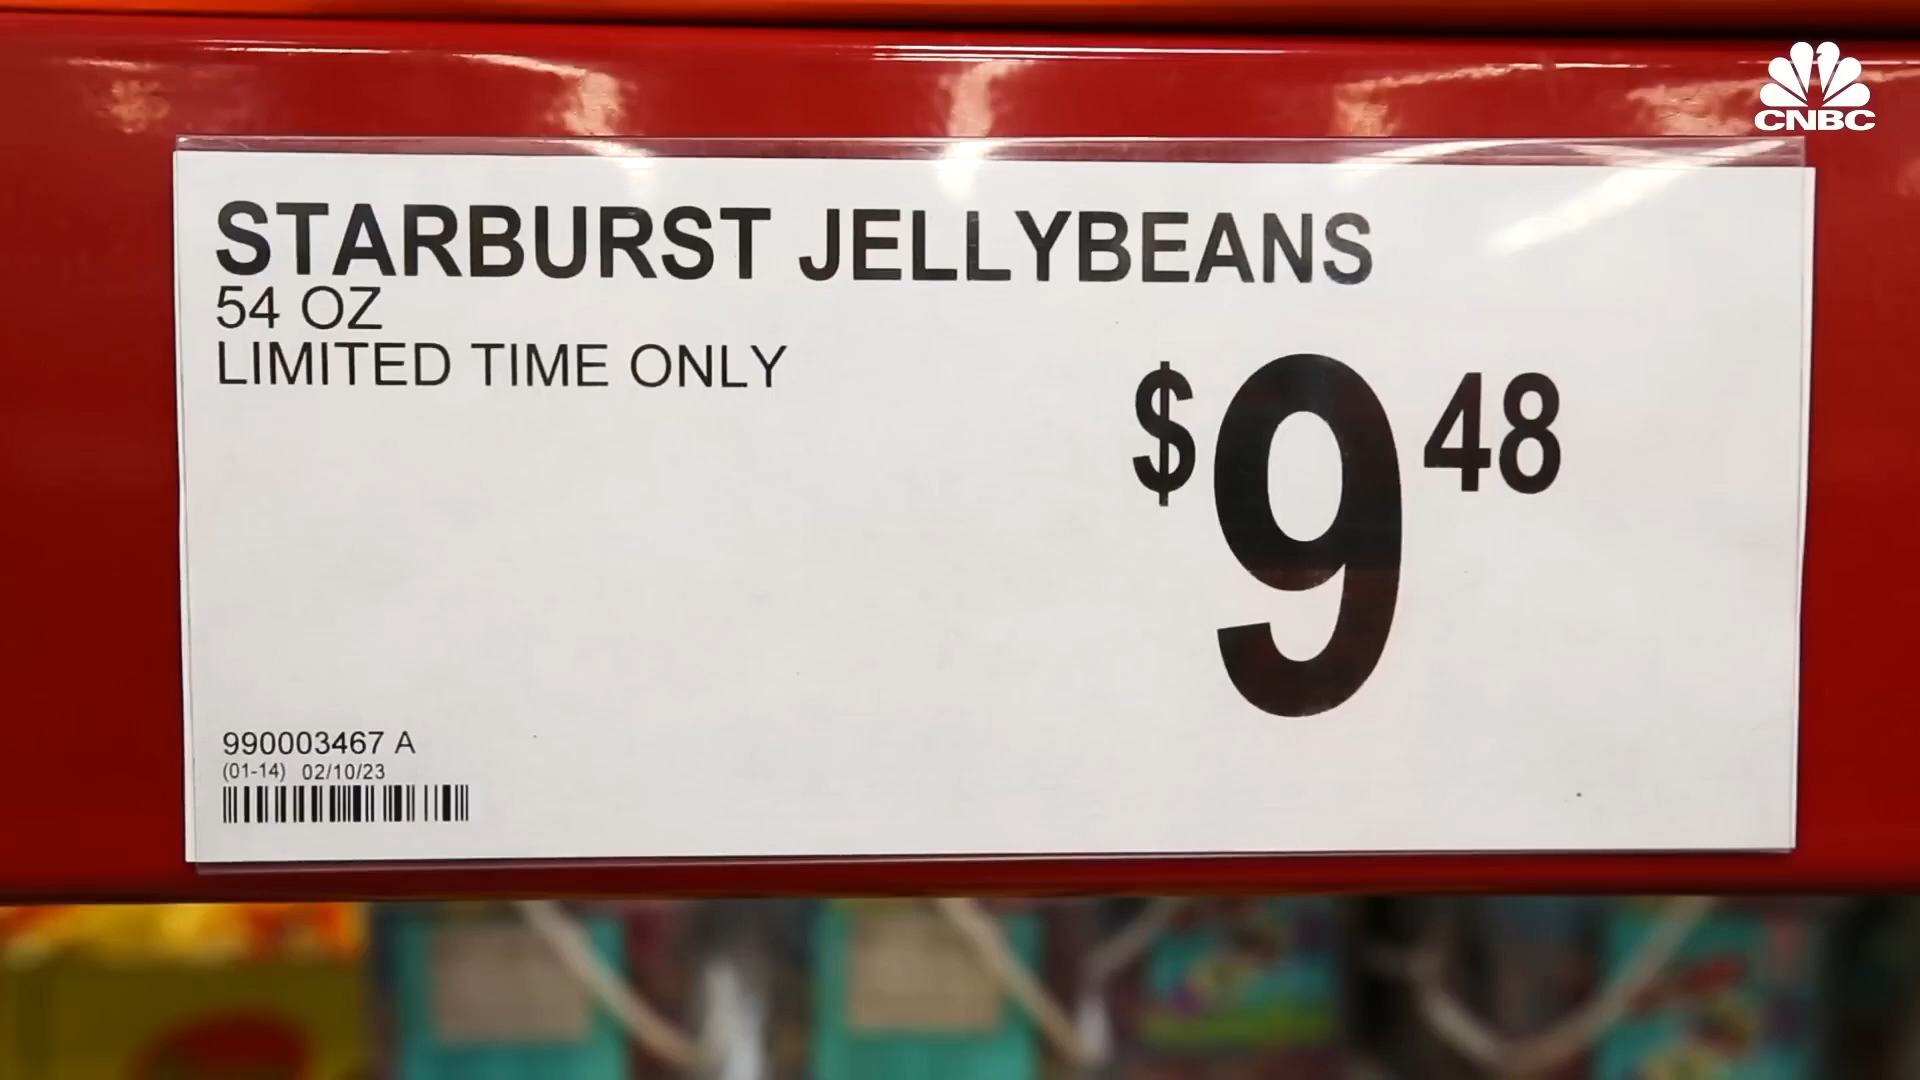 CNBC
STARBURST JELLYBEANS
54 OZ
LIMITED TIME ONLY
$9 48
990003467 A
(01-14) 02/10/23